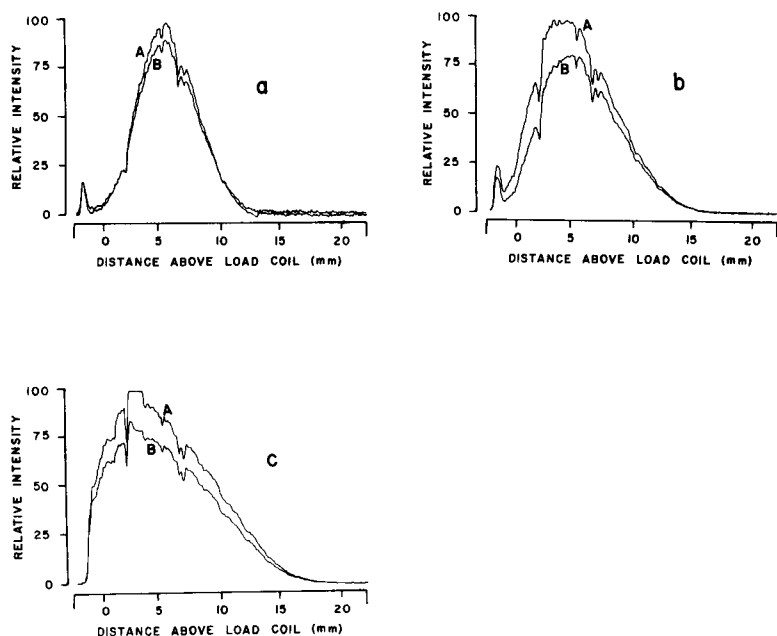 RELATIVE INTENSITY
100
75
50
25
0
A
B
a
0 5 10 15 20
DISTANCE ABOVE LOAD COIL (mm)
RELATIVE INTENSITY
100
75
50
25
0
A
B
b
0 5 10 15 20
DISTANCE ABOVE LOAD COIL (mm)
RELATIVE INTENSITY
100
75
50
25
0
A
B
C
0 5 10 15 20
DISTANCE ABOVE LOAD COIL (mm)